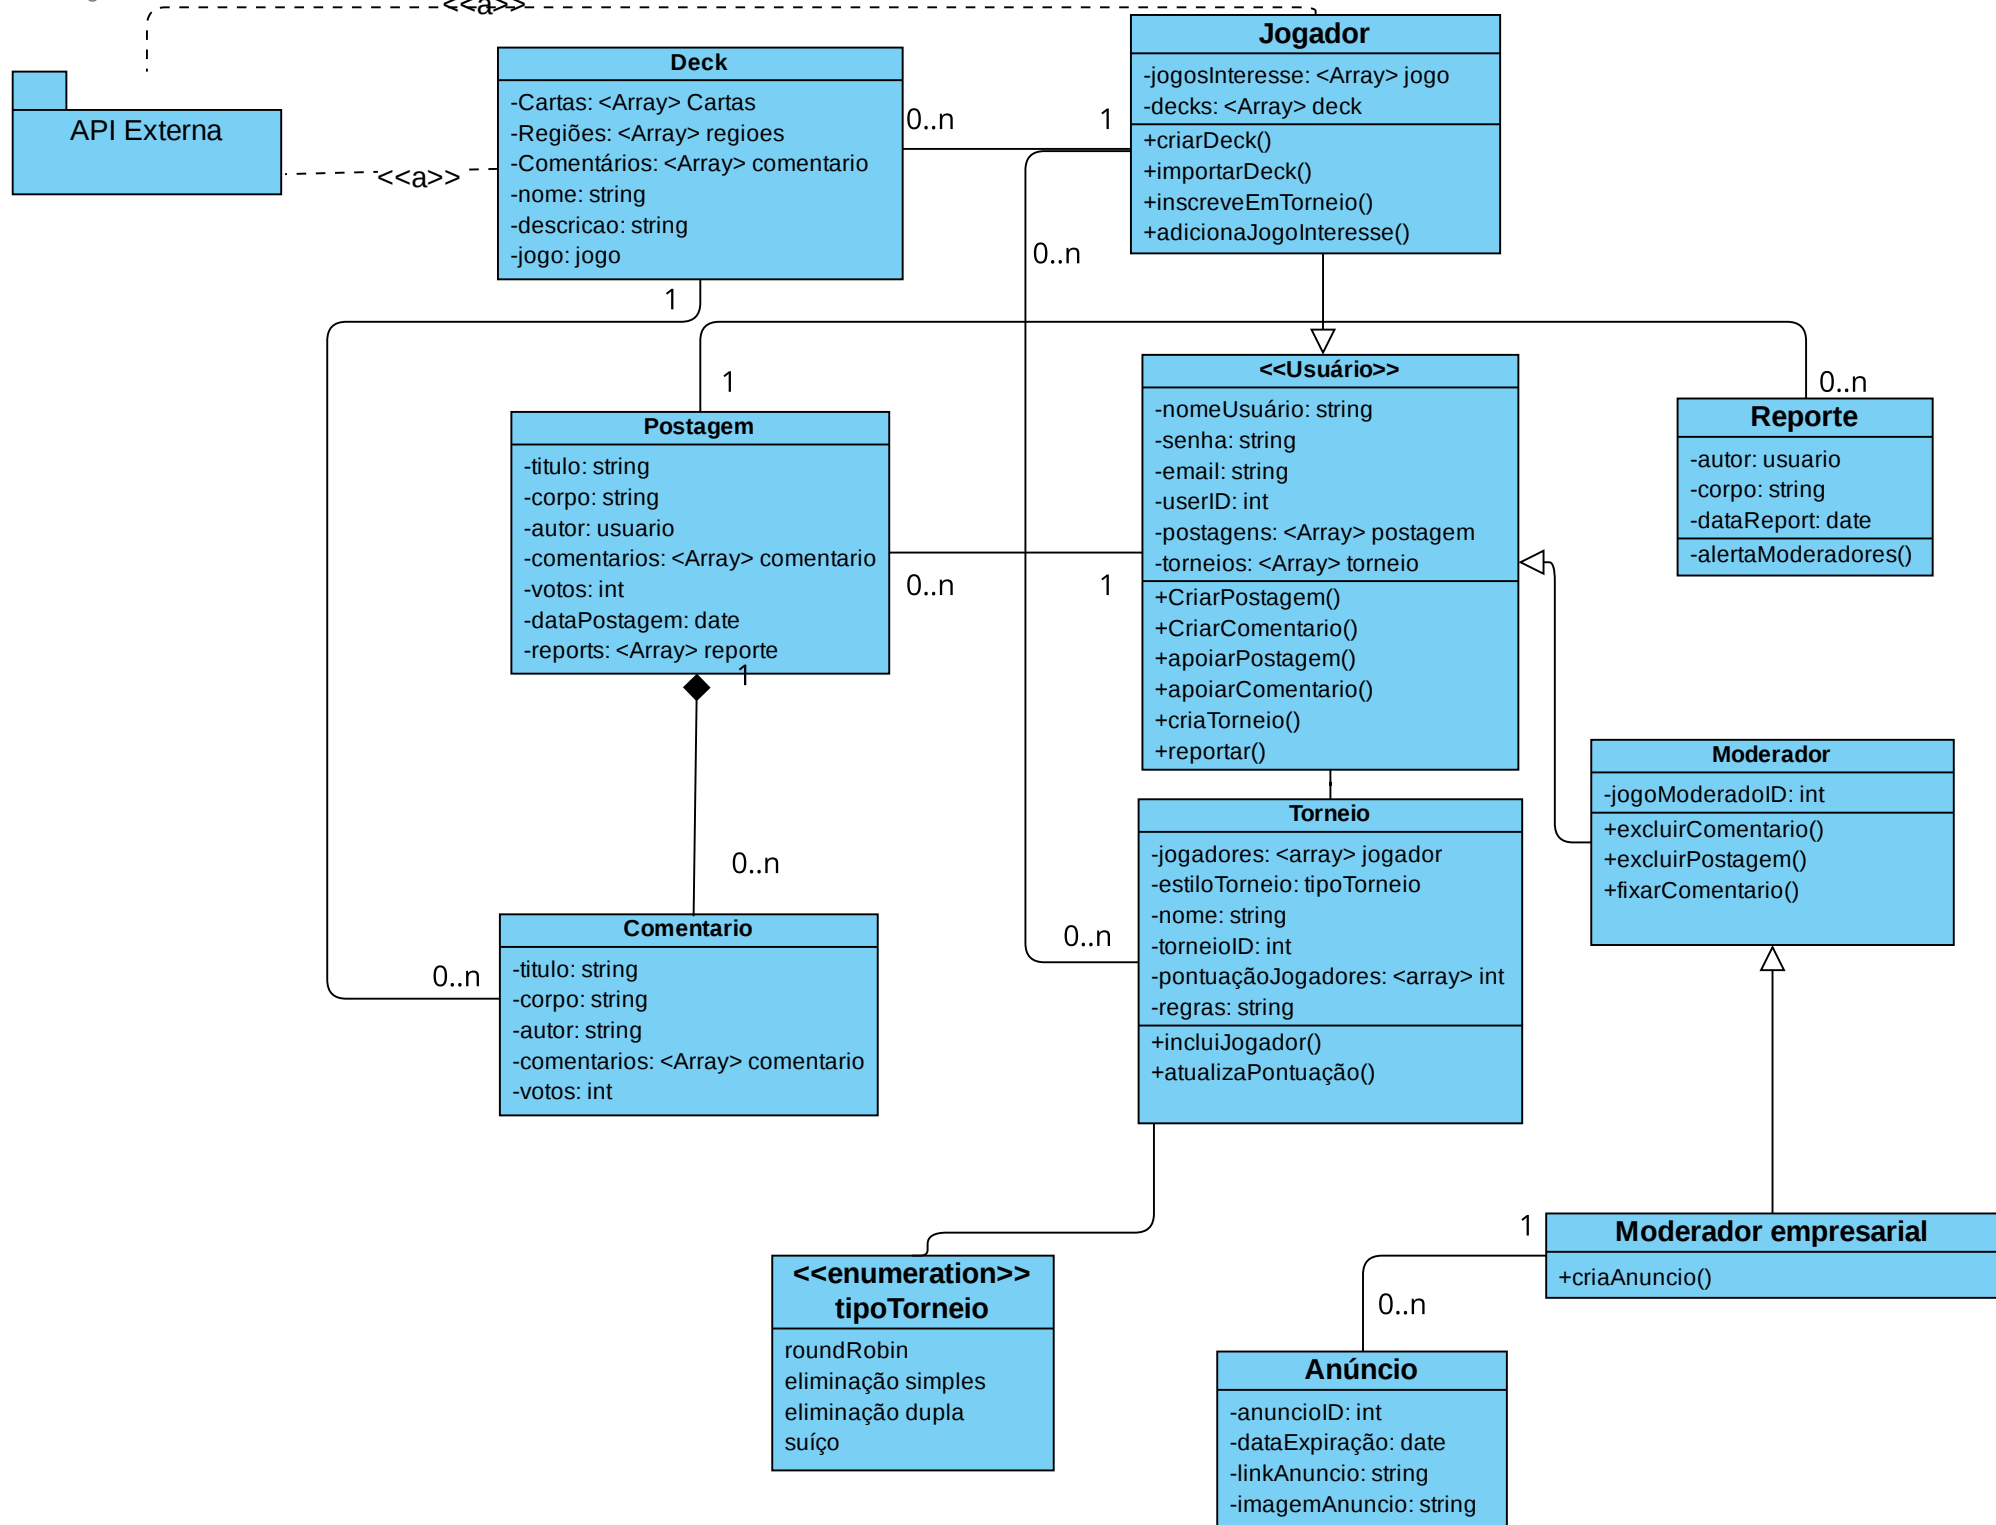 <<a>>
Jogador
-jogosInteresse: <Array> jogo
-decks: <Array> deck
+criarDeck()
+importarDeck()
+inscreveEmTorneio()
+adicionaJogoInteresse()
Deck
-Cartas: <Array> Cartas
-Regiões: <Array> regioes
-Comentários: <Array> comentario
-nome: string
-descricao: string
-jogo: jogo
API Externa
<<a>>
0..n
1
0..n
1
1
0..n
<<Usuário>>
-nomeUsuário: string
-senha: string
-email: string
-userID: int
-postagens: <Array> postagem
-torneios: <Array> torneio
+CriarPostagem()
+CriarComentario()
+apoiarPostagem()
+apoiarComentario()
+criaTorneio()
+reportar()
Reporte
-autor: usuario
-corpo: string
-dataReport: date
-alertaModeradores()
Postagem
-titulo: string
-corpo: string
-autor: usuario
-comentarios: <Array> comentario
-votos: int
-dataPostagem: date
-reports: <Array> reporte
0..n
1
1
0..n
Moderador
-jogoModeradoID: int
+excluirComentario()
+excluirPostagem()
+fixarComentario()
Torneio
-jogadores: <array> jogador
-estiloTorneio: tipoTorneio
-nome: string
-torneioID: int
-pontuaçãoJogadores: <array> int
-regras: string
+incluiJogador()
+atualizaPontuação()
0..n
Comentario
-titulo: string
-corpo: string
-autor: string
-comentarios: <Array> comentario
-votos: int
0..n
<<enumeration>>
tipoTorneio
roundRobin
eliminação simples
eliminação dupla
suíço
1
Moderador empresarial
+criaAnuncio()
0..n
Anúncio
-anuncioID: int
-dataExpiração: date
-linkAnuncio: string
-imagemAnuncio: string